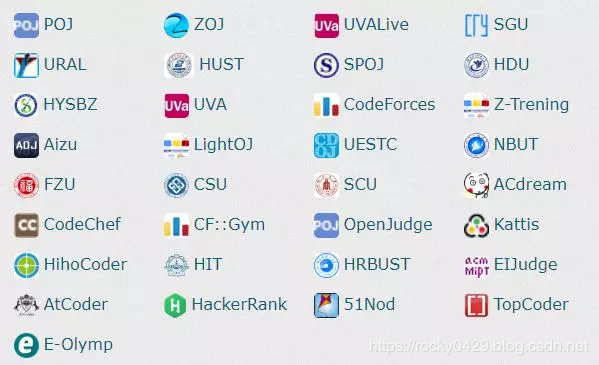 POJ ZOJ UVALive SGU
URAL HUST SPOJ HDU
HYSBZ UVA CodeForces Z-Trening
Aizu LightOJ UESTC NBUT
FZU CSU SCU ACdream
CodeChef CF::Gym OpenJudge Kattis
HihoCoder HIT HRBUST EIJudge
AtCoder HackerRank 51Nod TopCoder
E-Olymp
https://rocky0429.blog.csdn.net